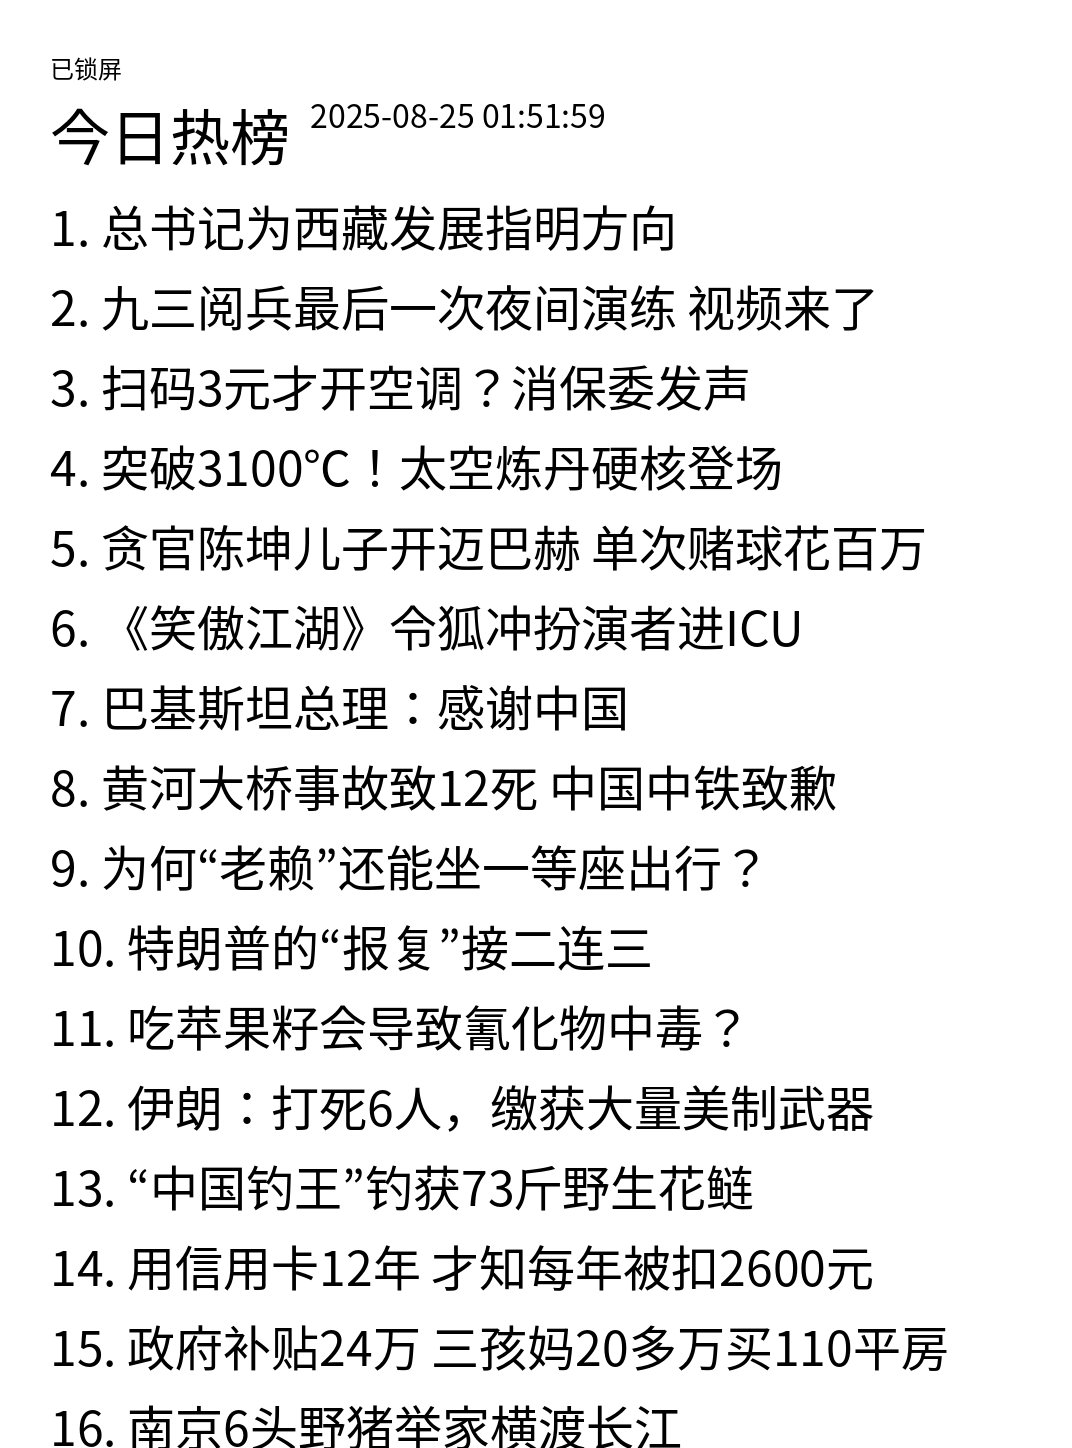 已锁屏
今日热榜 2025-08-25 01:51:59
1. 总书记为西藏发展指明方向
2. 九三阅兵最后一次夜间演练 视频来了
3. 扫码3元才开空调？消保委发声
4. 突破3100℃！太空炼丹硬核登场
5. 贪官陈坤儿子开迈巴赫 单次赌球花百万
6. 《笑傲江湖》令狐冲扮演者进ICU
7. 巴基斯坦总理：感谢中国
8. 黄河大桥事故致12死 中国中铁致歉
9. 为何“老赖”还能坐一等座出行？
10. 特朗普的“报复”接二连三
11. 吃苹果籽会导致氰化物中毒？
12. 伊朗：打死6人，缴获大量美制武器
13. “中国钓王”钓获73斤野生花鲢
14. 用信用卡12年 才知每年被扣2600元
15. 政府补贴24万 三孩妈20多万买110平房
16. 南京6头野猪举家横渡长江